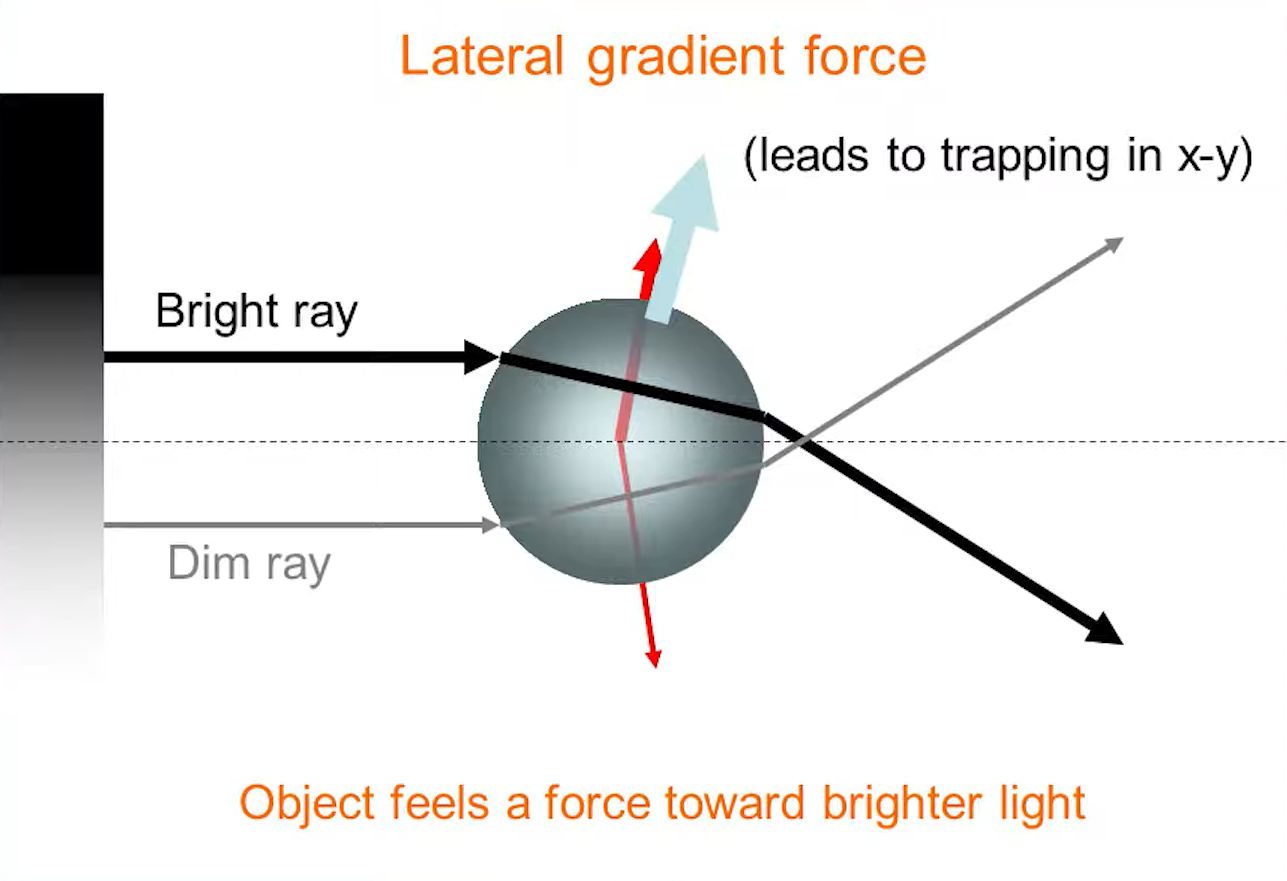 Lateral gradient force
(leads to trapping in x-y)
Bright ray
Dim ray
Object feels a force toward brighter light